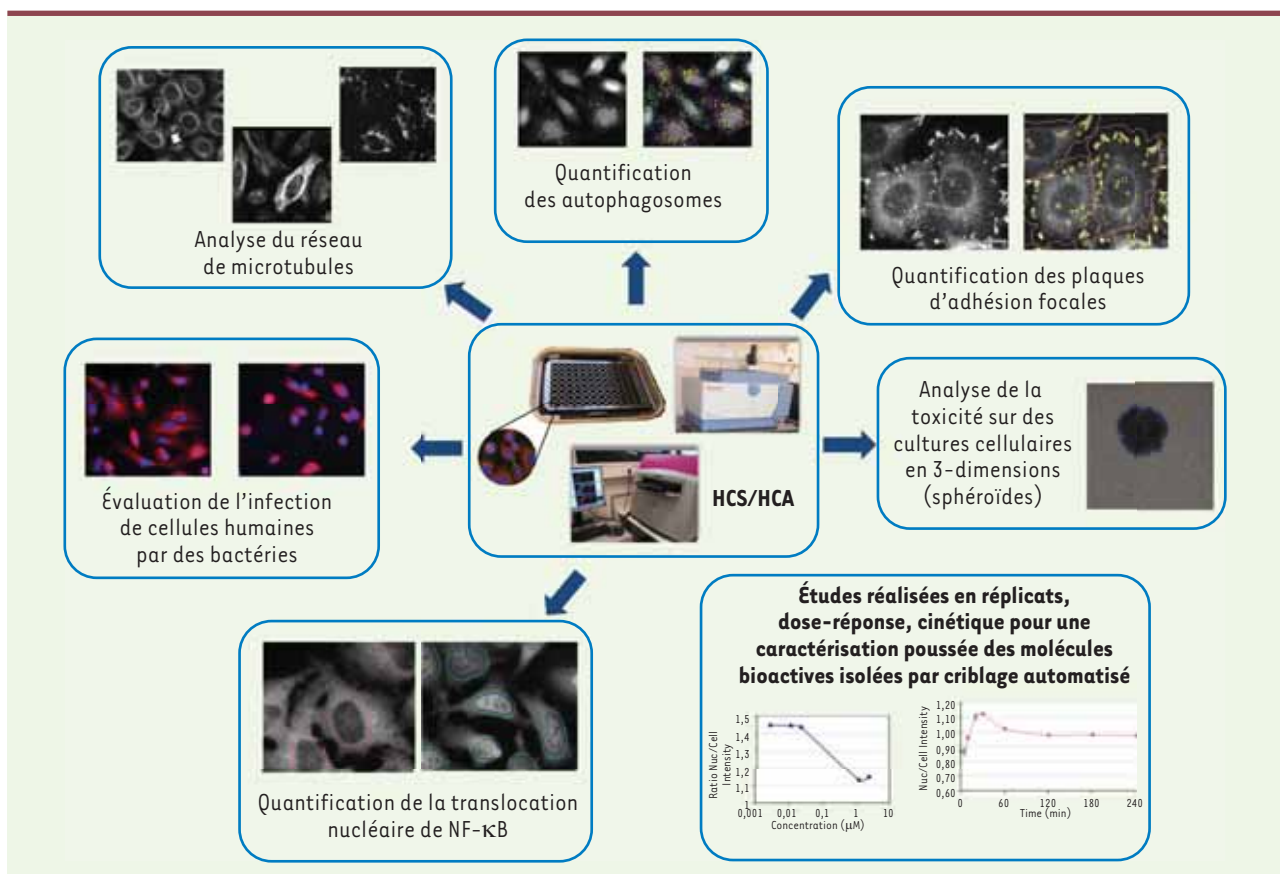 Analyse du réseau
de microtubules
Quantification
des autophagosomes
Quantification des plaques
d'adhésion focales
Évaluation de l'infection
de cellules humaines
par des bactéries
HCS/HCA
Analyse de la
toxicité sur des
cultures cellulaires
en 3-dimensions
(sphéroïdes)
Quantification de la translocation
nucléaire de NF-κB
Études réalisées en réplicats,
dose-réponse, cinétique pour une
caractérisation poussée des molécules
bioactives isolées par criblage automatisé
Ratio Nuc/Cell
Intensity
1,5
1,4
1,3
1,2
1,1
1
0,001 0,01 0,1 1 10
Concentration (µM)
Nuc/Cell Intensity
1,20
1,10
1,00
0,90
0,80
0,70
0,60
0 60 120 180 240
Time (min)